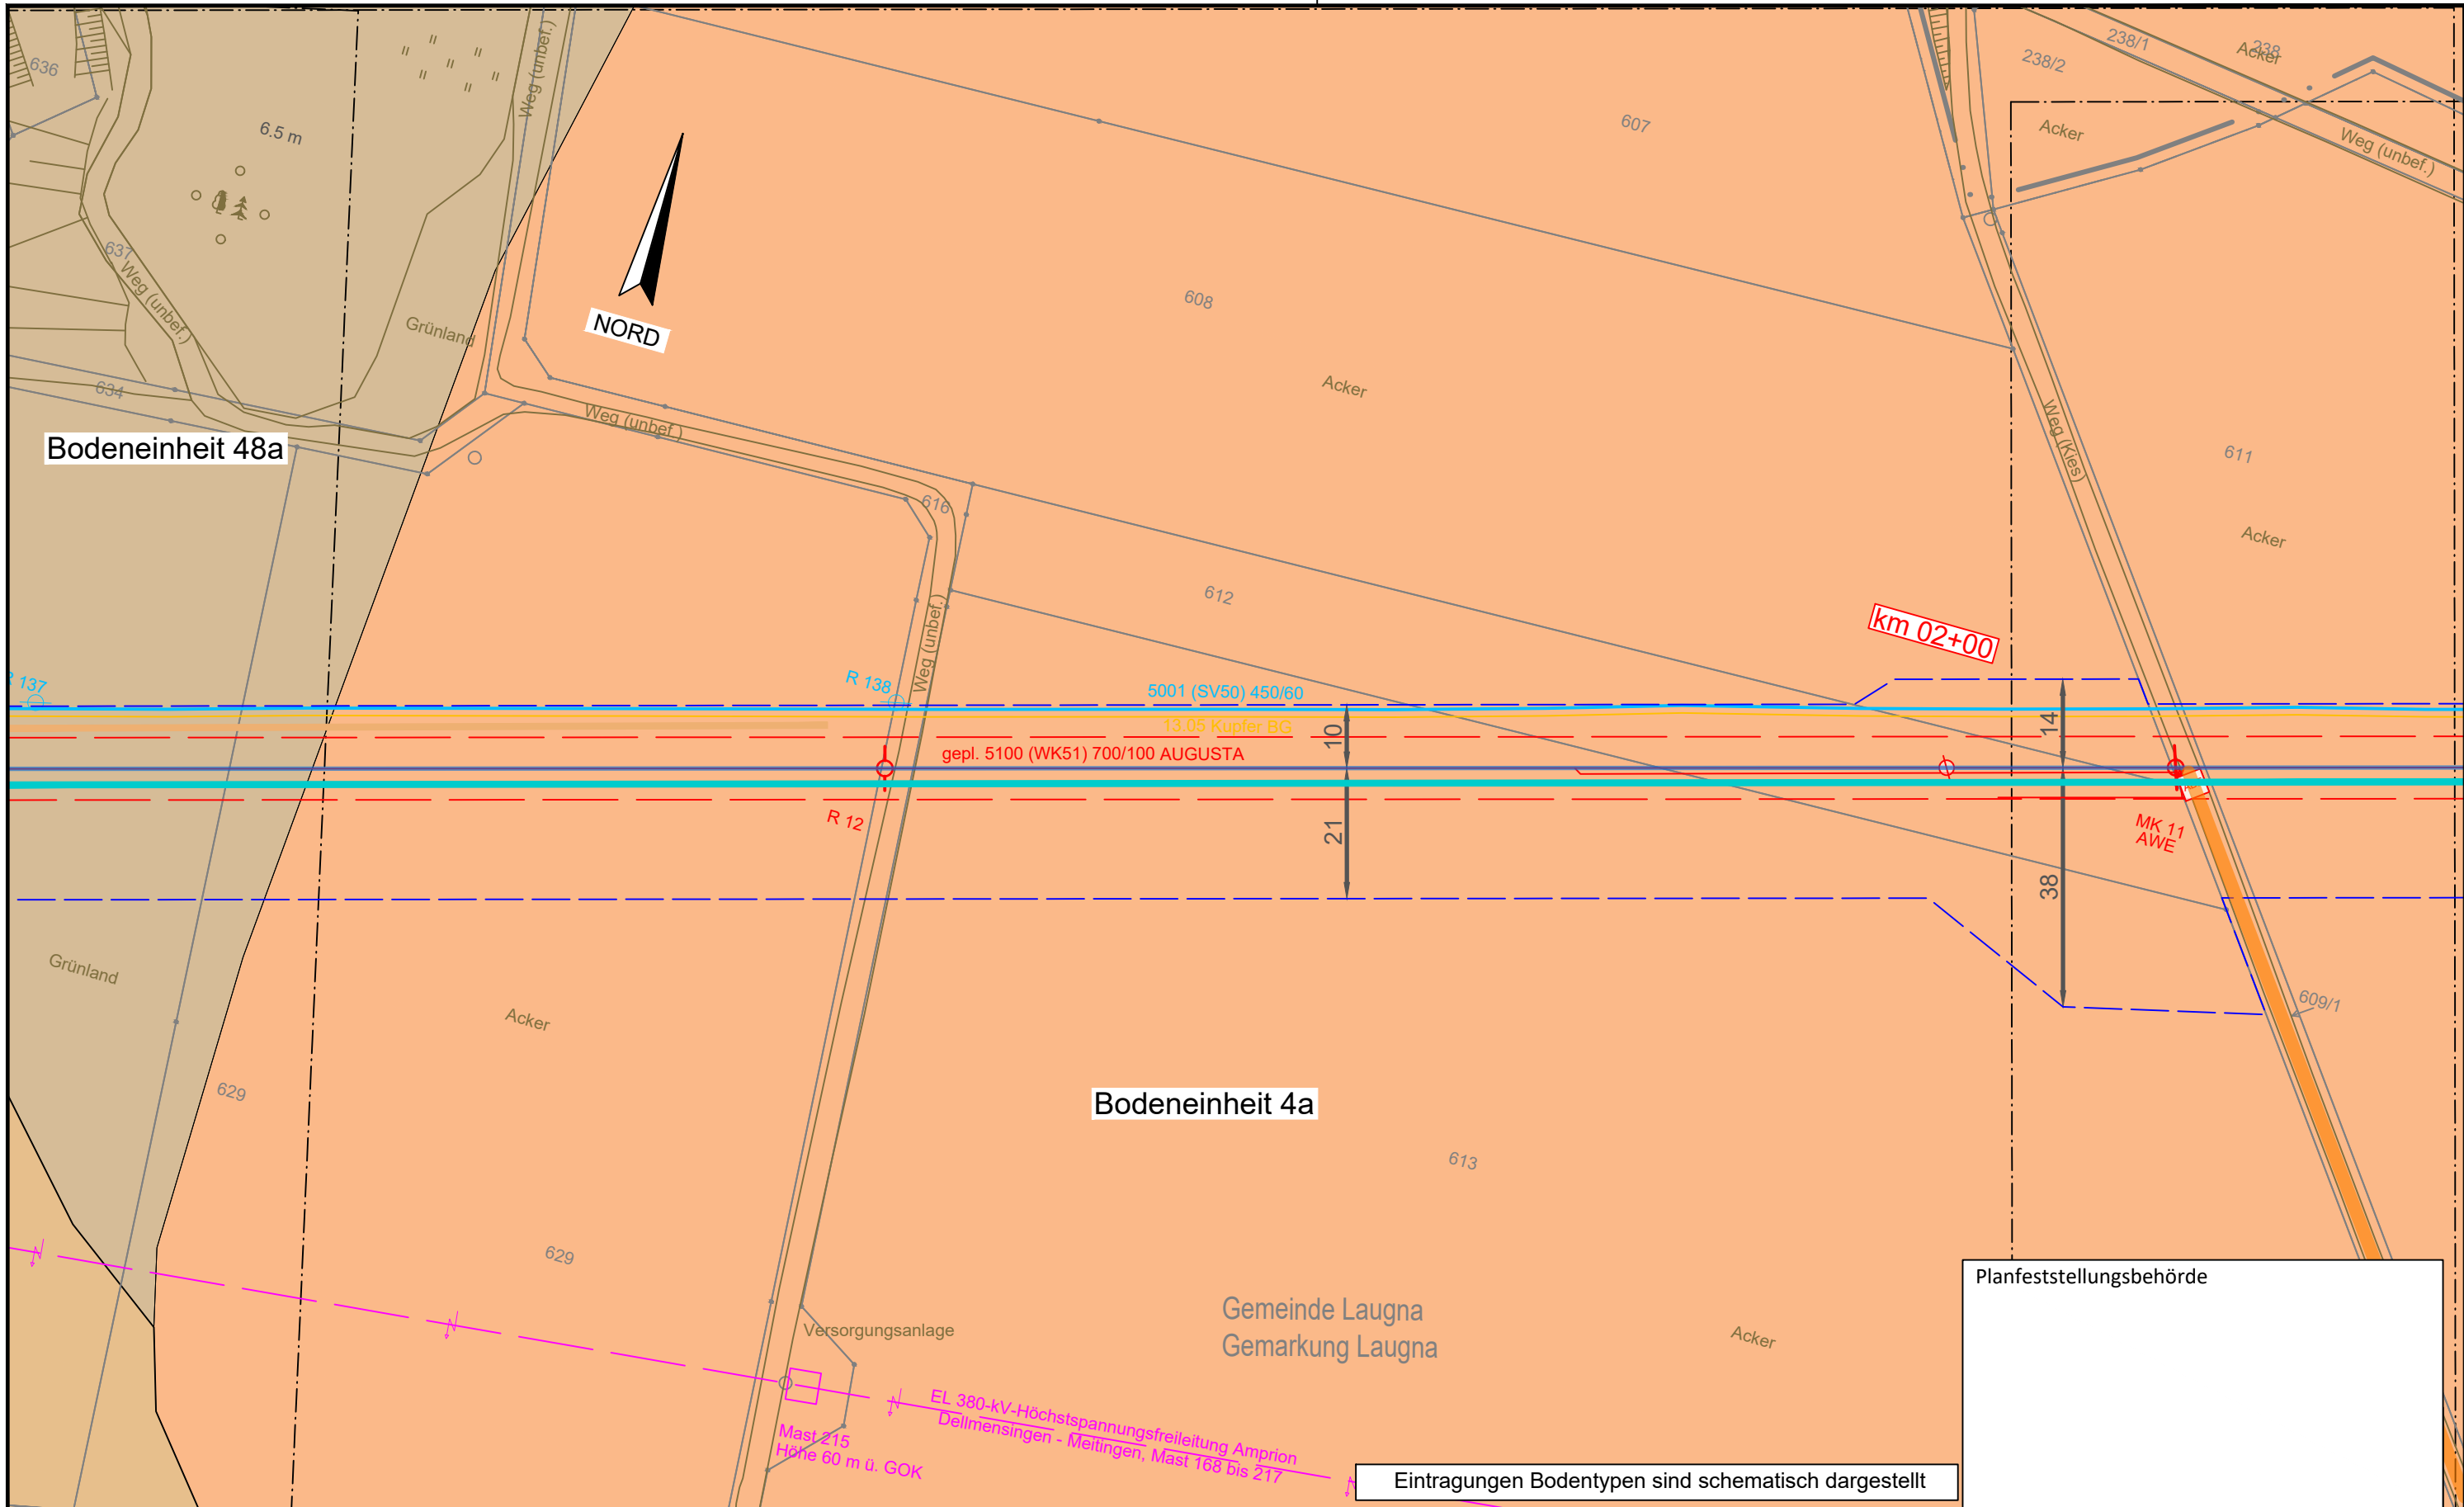 636
6.5 m
Weg (unbef.)
607
238/2
238/1
238
Acker
Acker
Weg (unbef.)
637
Weg (unbef.)
Grünland
NORD
608
634
Acker
Bodeneinheit 48a
Weg (unbef.)
Weg (Kies)
611
616
Acker
612
Weg (unbef.)
km 02+00
137
R 138
5001 (SV50) 450/60
13.05 Kupfer BG
10
14
gepl. 5100 (WK51) 700/100 AUGUSTA
R 12
21
MK 11
AWE
38
Grünland
Acker
609/1
629
Bodeneinheit 4a
613
629
Planfeststellungsbehörde
Gemeinde Laugna
Gemarkung Laugna
Versorgungsanlage
Acker
EL 380-kV-Höchstspannungsfreileitung Amprion
Dellmensingen - Meitingen, Mast 168 bis 217
Mast 215
Höhe 60 m ü. GOK
Eintragungen Bodentypen sind schematisch dargestellt